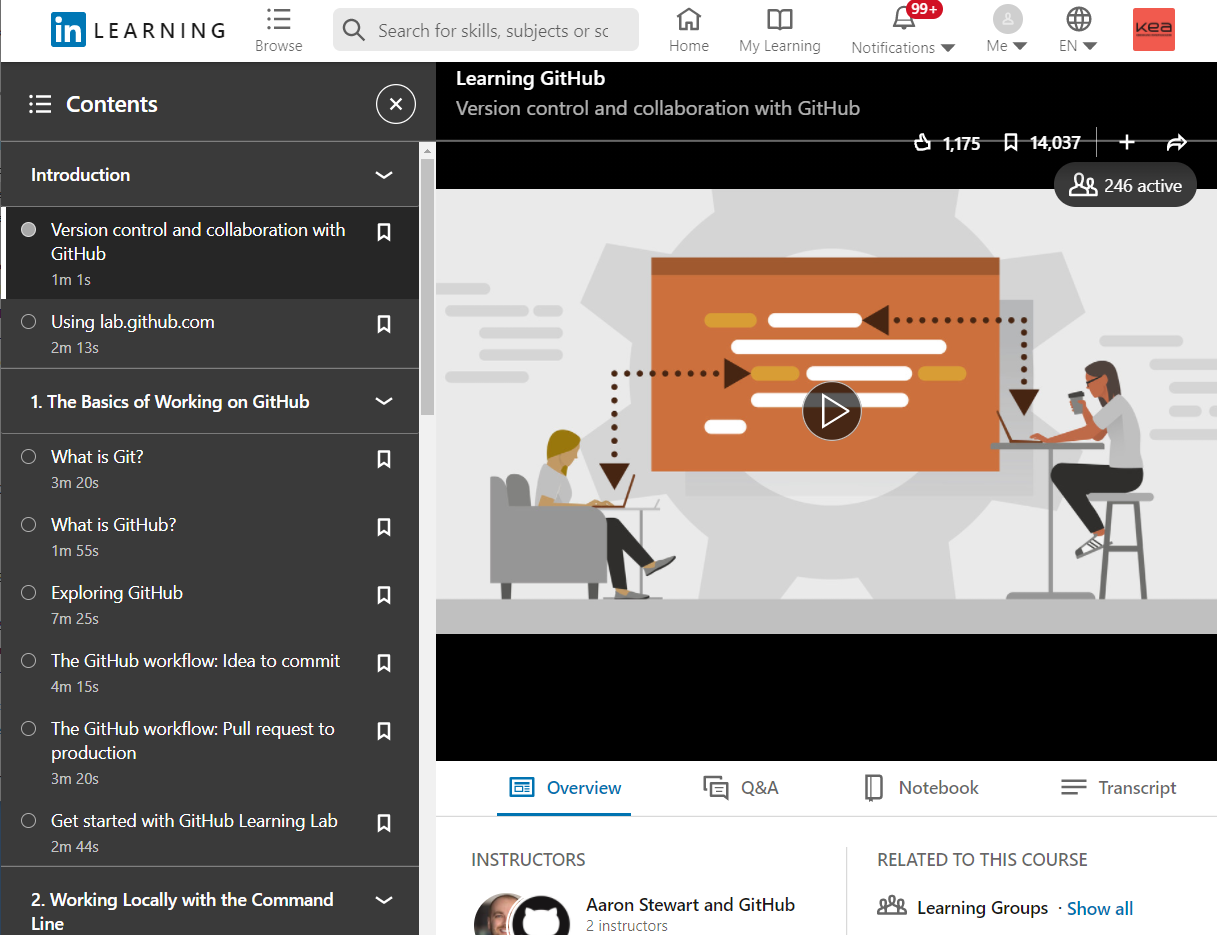 in LEARNING
Browse
Search for skills, subjects or sc
Home
My Learning
99+
Notifications
Me
EN
kea
Contents
Introduction
Version control and collaboration with
GitHub
1m 1s
Using lab.github.com
2m 13s
1. The Basics of Working on GitHub
What is Git?
3m 20s
What is GitHub?
1m 55s
Exploring GitHub
7m 25s
The GitHub workflow: Idea to commit
4m 15s
The GitHub workflow: Pull request to
production
3m 20s
Get started with GitHub Learning Lab
2m 44s
2. Working Locally with the Command
Line
Learning GitHub
Version control and collaboration with GitHub
1,175
14,037
246 active
Overview
Q&A
Notebook
Transcript
INSTRUCTORS
Aaron Stewart and GitHub
2 instructors
RELATED TO THIS COURSE
Learning Groups · Show all